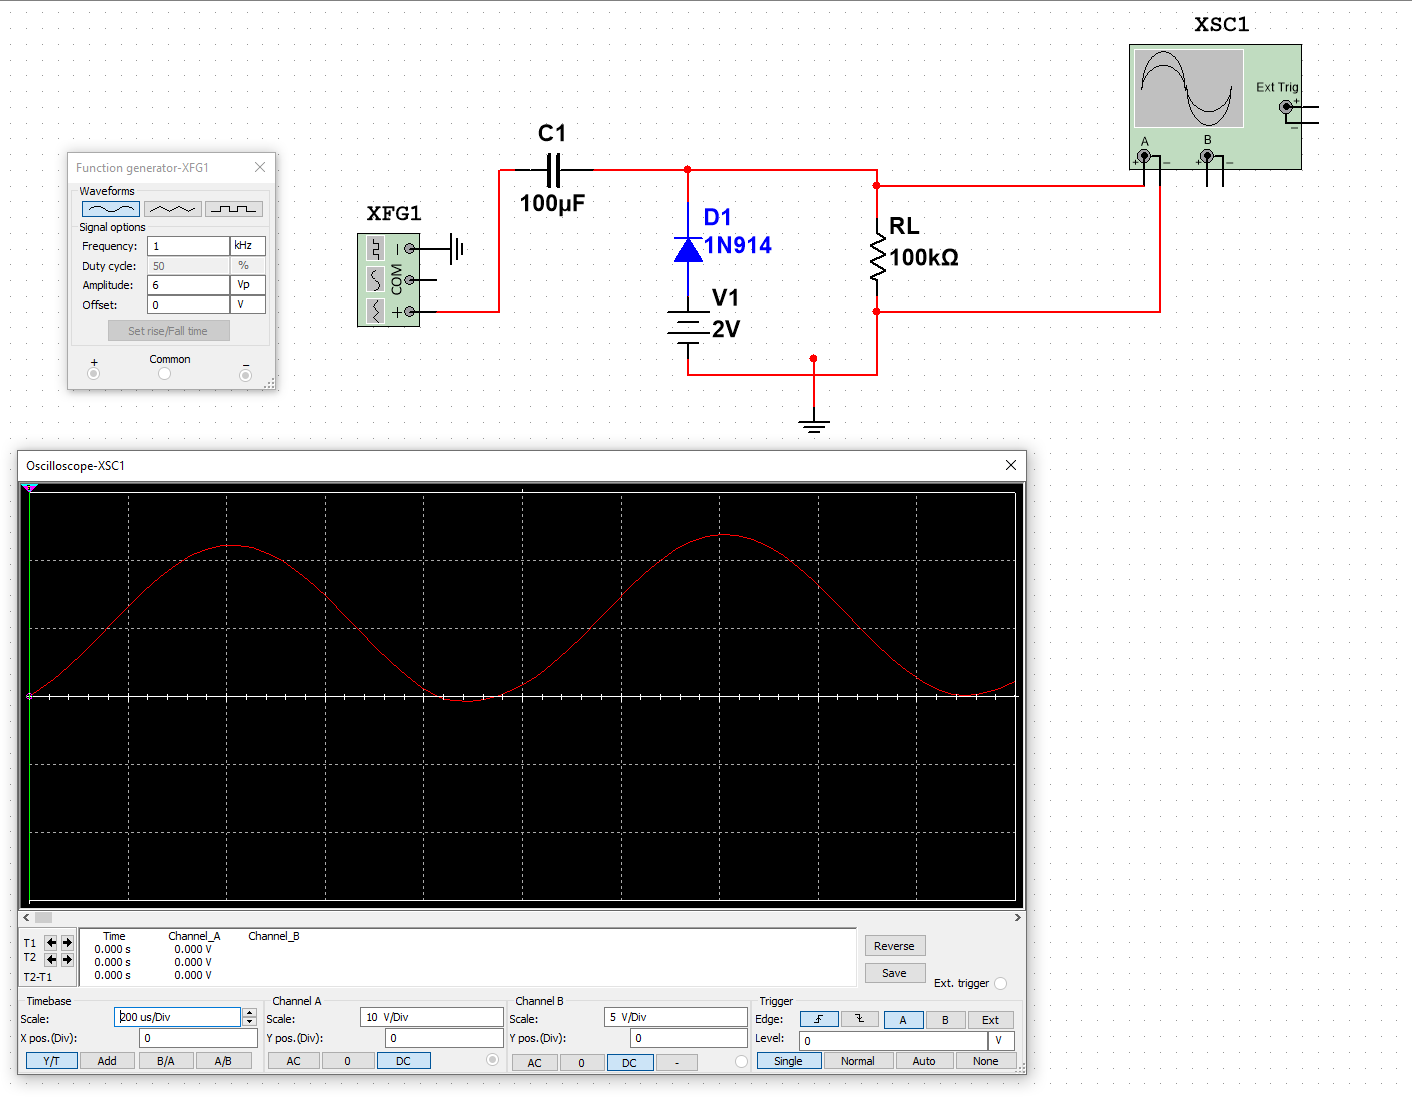 XSC1
Ext Trig
+
−
A
B
+ − + −
C1
100µF
Function generator-XFG1
Waveforms
Signal options
Frequency: 1 kHz
Duty cycle: 50 %
Amplitude: 6 Vp
Offset: 0 V
Set rise/Fall time
+ Common −
XFG1
COM
+
D1
1N914
V1
2V
RL
100kΩ
Oscilloscope-XSC1
Time Channel_A Channel_B
T1 0.000 s 0.000 V
T2 0.000 s 0.000 V
T2-T1 0.000 s 0.000 V
Reverse
Save
Ext. trigger
Timebase
Scale: 200 us/Div
X pos.(Div): 0
Y/T Add B/A A/B
Channel A
Scale: 10 V/Div
Y pos.(Div): 0
AC 0 DC
Channel B
Scale: 5 V/Div
Y pos.(Div): 0
AC 0 DC -
Trigger
Edge: A B Ext
Level: 0 V
Single Normal Auto None